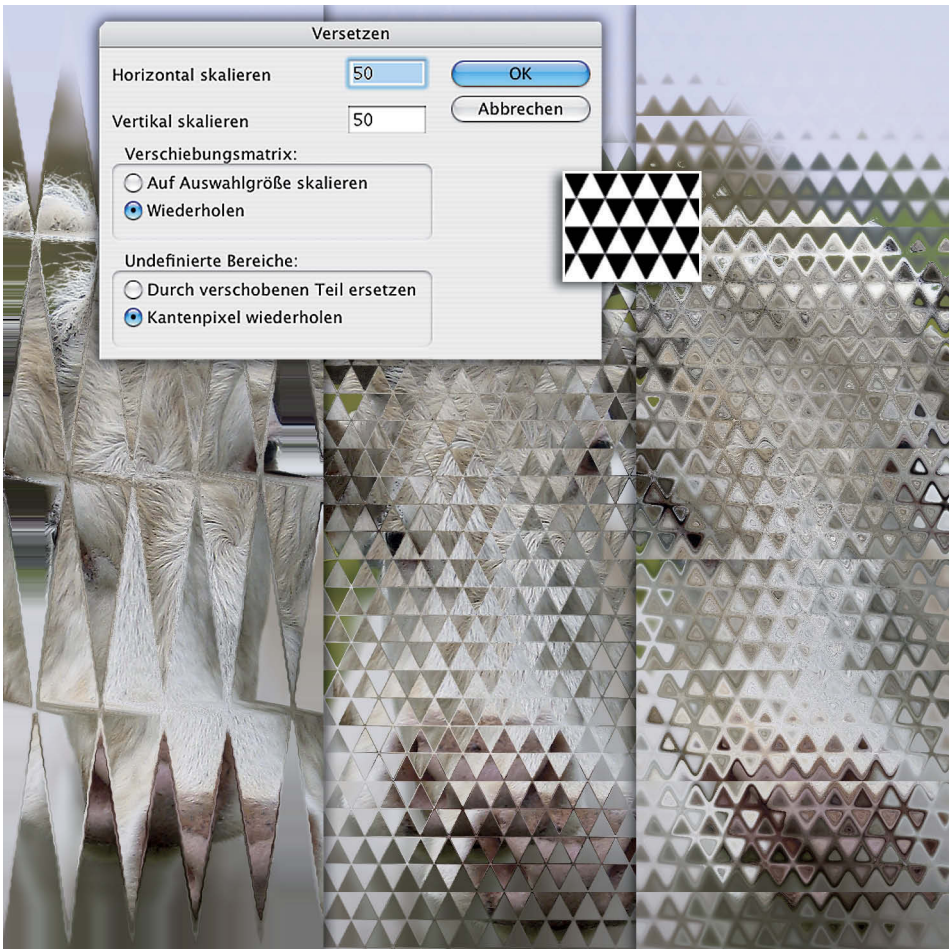 Versetzen
Horizontal skalieren 50
OK
Vertikal skalieren 50
Abbrechen
Verschiebungsmatrix:
Auf Auswahlgröße skalieren
Wiederholen
Undefinierte Bereiche:
Durch verschobenen Teil ersetzen
Kantenpixel wiederholen